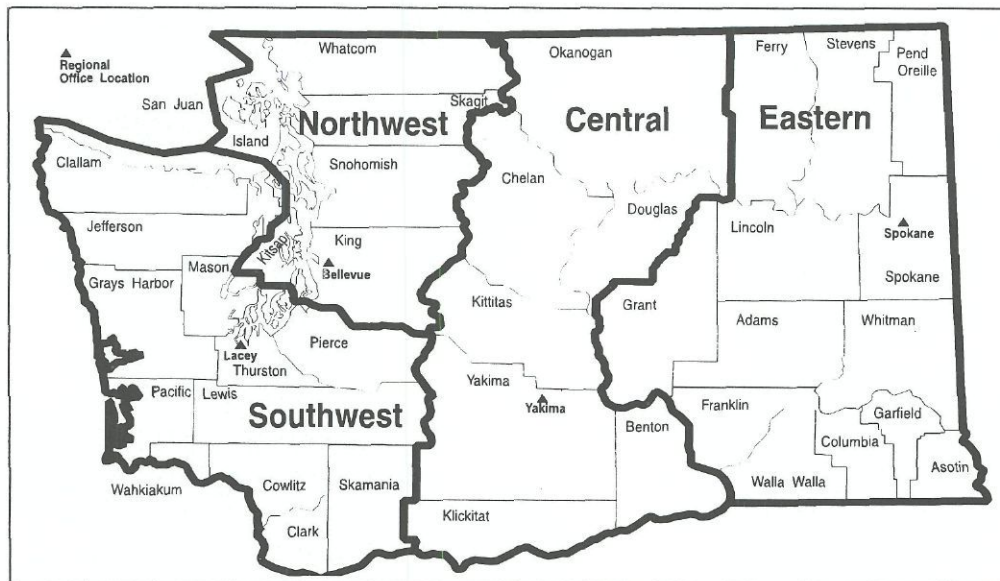 Regional
Office Location
San Juan
Whatcom
Skagit
Northwest
Island
Snohomish
Clallam
Jefferson
Kitsap
King
Bellevue
Mason
Grays Harbor
Lacey
Thurston
Pierce
Pacific
Lewis
Southwest
Wahkiakum
Cowlitz
Skamania
Clark
Okanogan
Central
Chelan
Douglas
Kittitas
Yakima
Yakima
Benton
Klickitat
Ferry
Stevens
Pend
Oreille
Eastern
Lincoln
Spokane
Spokane
Grant
Adams
Whitman
Franklin
Garfield
Columbia
Walla Walla
Asotin